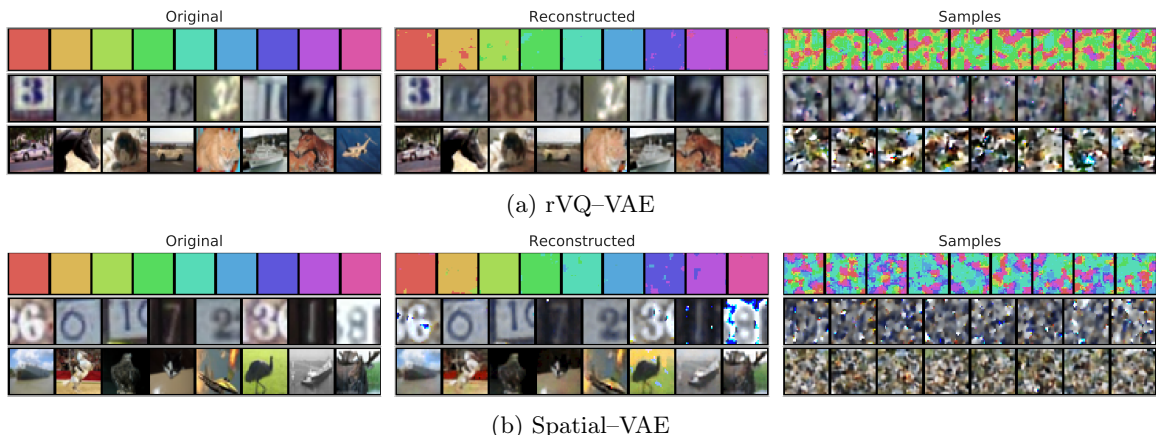 Original Reconstructed Samples
(a) rVQ–VAE
Original Reconstructed Samples
(b) Spatial–VAE